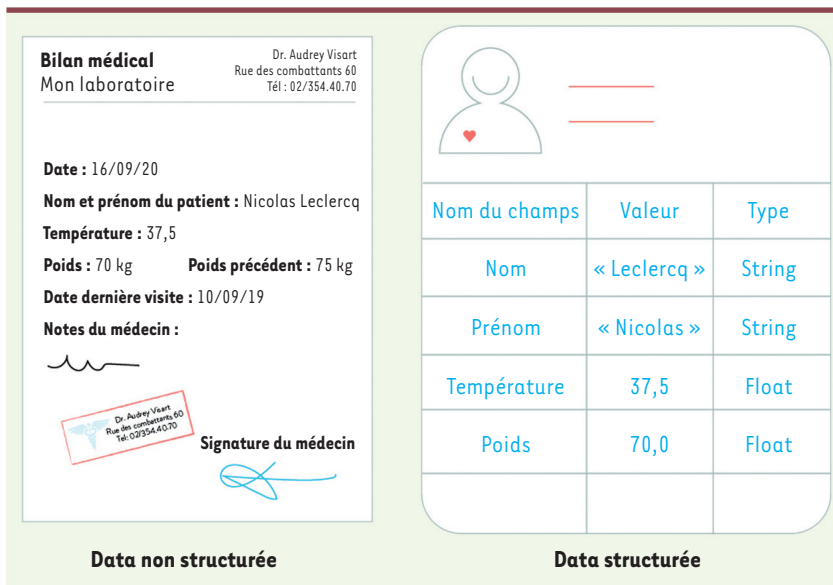 Bilan médical
Mon laboratoire
Dr. Audrey Visart
Rue des combattants 60
Tél : 02/354.40.70
Date : 16/09/20
Nom et prénom du patient : Nicolas Leclercq
Température : 37,5
Poids : 70 kg Poids précédent : 75 kg
Date dernière visite : 10/09/19
Notes du médecin :
Dr. Audrey Visart
Rue des combattants 60
Tel: 02/354.40.70
Signature du médecin
Data non structurée
Nom du champs Valeur Type
Nom « Leclercq » String
Prénom « Nicolas » String
Température 37,5 Float
Poids 70,0 Float
Data structurée